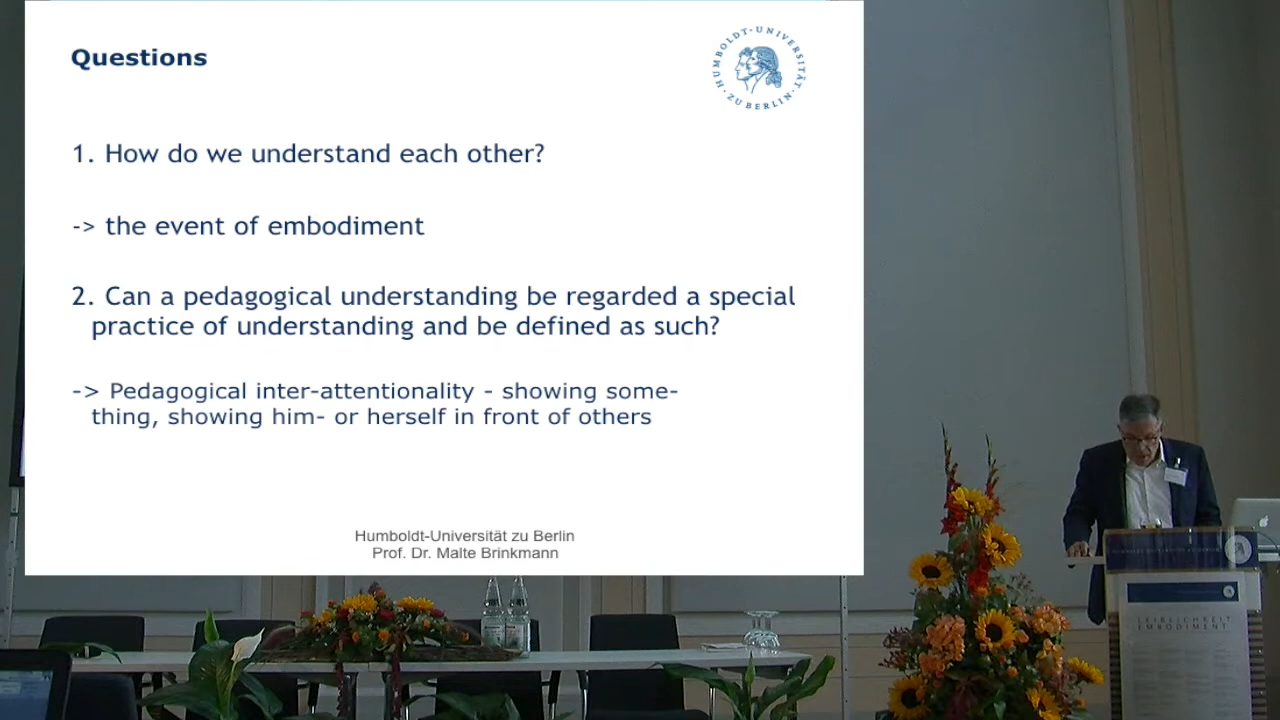 Questions
HUMBOLDT-UNIVERSITÄT
· ZU BERLIN ·
1. How do we understand each other?
-> the event of embodiment
2. Can a pedagogical understanding be regarded a special
practice of understanding and be defined as such?
-> Pedagogical inter-attentionality - showing some-
thing, showing him- or herself in front of others
Humboldt-Universität zu Berlin
Prof. Dr. Malte Brinkmann
LEIBLICHKEIT
EMBODIMENT